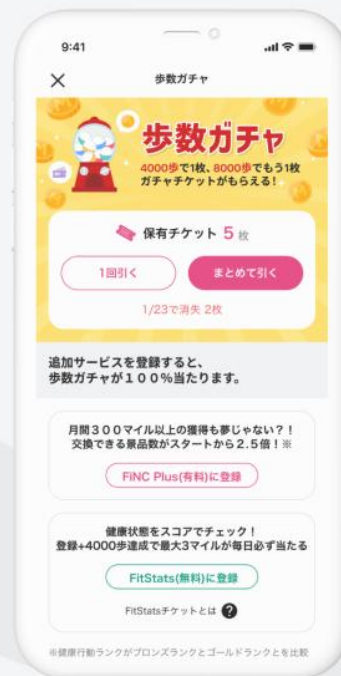 9:41
歩数ガチャ
歩数ガチャ
4000歩で1枚、8000歩でもう1枚
ガチャチケットがもらえる!
保有チケット 5 枚
1回引く
まとめて引く
1/23で消失 2枚
追加サービスを登録すると、
歩数ガチャが100%当たります。
月間300マイル以上の獲得も夢じゃない?!
交換できる景品数がスタートから2.5倍!※
FiNC Plus(有料)に登録
健康状態をスコアでチェック!
登録+4000歩達成で最大3マイルが毎日必ず当たる
FitStats(無料)に登録
FitStatsチケットとは ?
※健康行動ランクがブロンズランクとゴールドランクとを比較